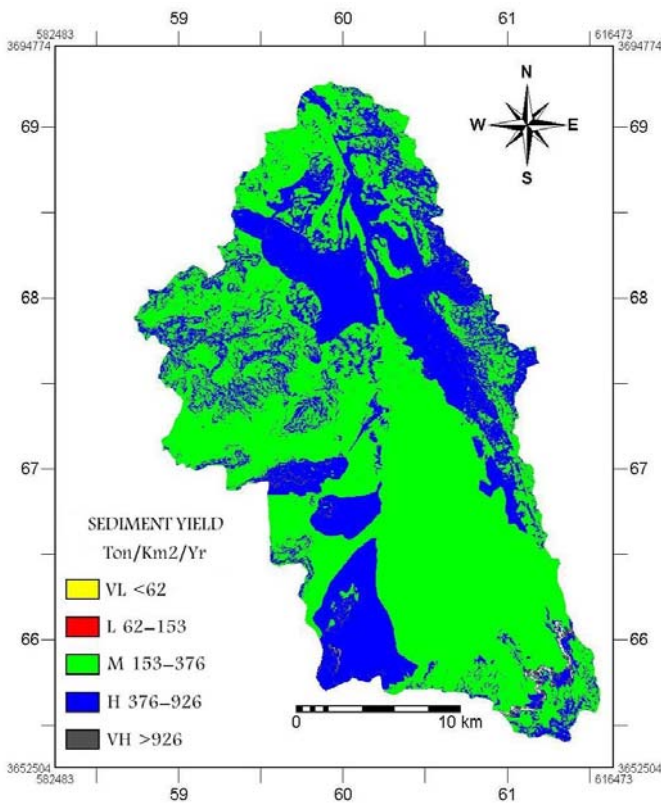 59 60 61
582483 616473
3694774 3694774
N
W E
S
69 69
68 68
67 67
66 66
SEDIMENT YIELD
Ton/Km2/Yr
VL <62
L 62–153
M 153–376
H 376–926
VH >926
0 10 km
3652504 3652504
582483 616473
59 60 61